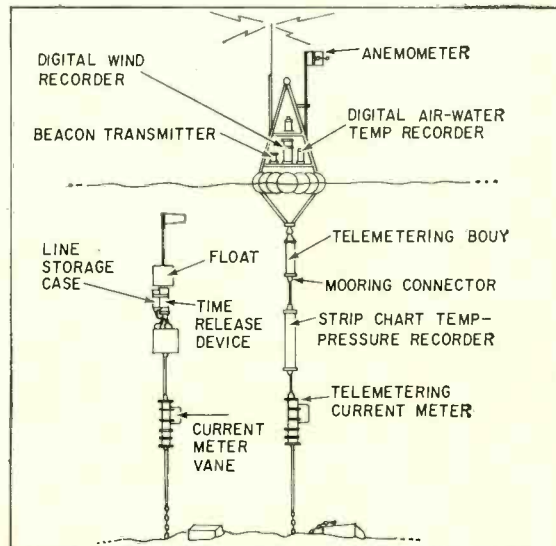 ANEMOMETER
DIGITAL WIND
RECORDER
DIGITAL AIR-WATER
TEMP RECORDER
BEACON TRANSMITTER
TELEMETERING BOUY
FLOAT
LINE
STORAGE
CASE
MOORING CONNECTOR
TIME
RELEASE
DEVICE
STRIP CHART TEMP-
PRESSURE RECORDER
TELEMETERING
CURRENT METER
CURRENT
METER
VANE